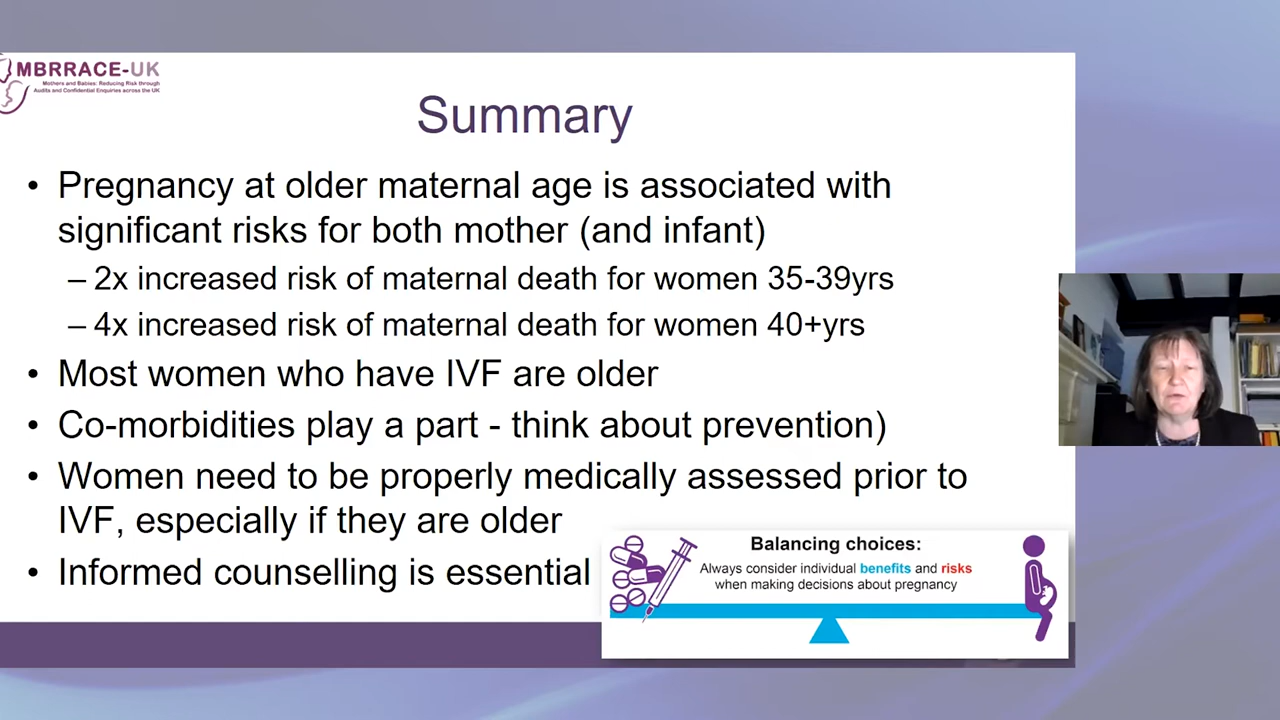 MBRRACE-UK
Mothers and Babies: Reducing Risk through
Audits and Confidential Enquiries across the UK
Summary
• Pregnancy at older maternal age is associated with
significant risks for both mother (and infant)
– 2x increased risk of maternal death for women 35-39yrs
– 4x increased risk of maternal death for women 40+yrs
• Most women who have IVF are older
• Co-morbidities play a part - think about prevention)
• Women need to be properly medically assessed prior to
IVF, especially if they are older
• Informed counselling is essential
Balancing choices:
Always consider individual benefits and risks
when making decisions about pregnancy